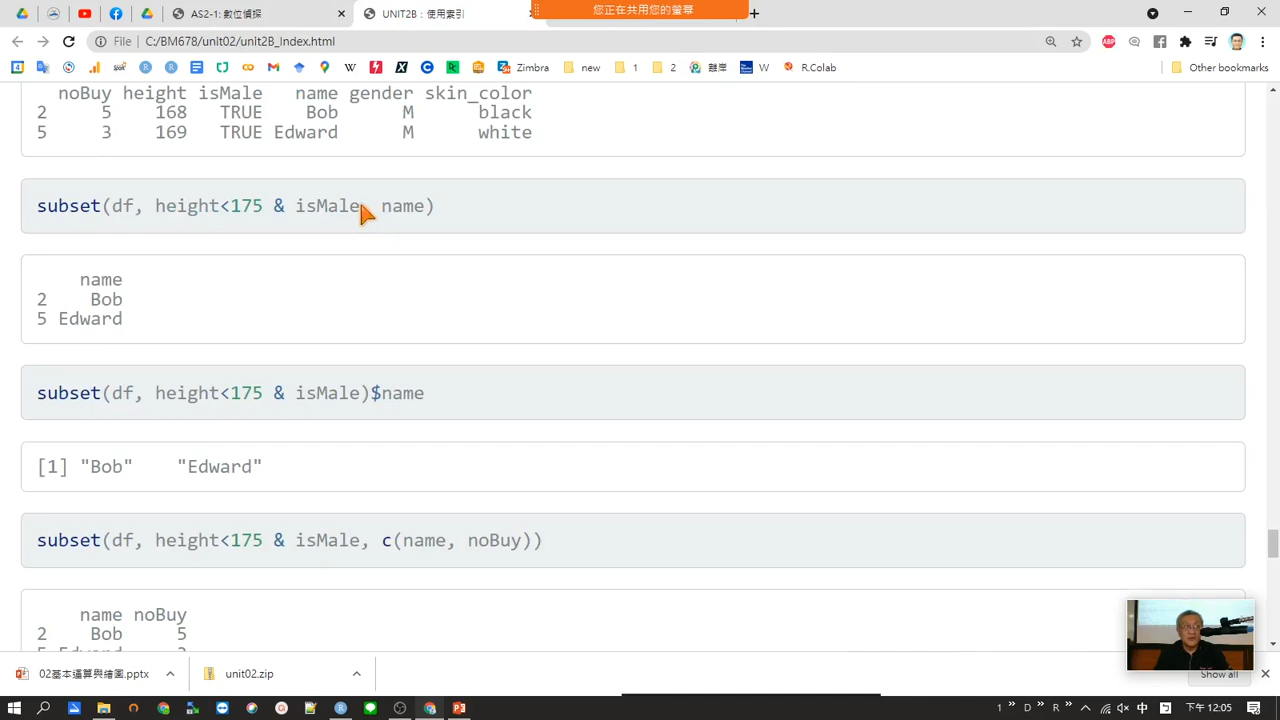 AS2-1: 數位偵探
UNIT2B：使用索引
您正在共用您的螢幕
File C:/BM678/unit02/unit2B_Index.html
Zimbra new 1 2 離岸 W R.Colab Other bookmarks
noBuy height isMale name gender skin_color
2 5 168 TRUE Bob M black
5 3 169 TRUE Edward M white
subset(df, height<175 & isMale, name)
name
2 Bob
5 Edward
subset(df, height<175 & isMale)$name
[1] "Bob" "Edward"
subset(df, height<175 & isMale, c(name, noBuy))
name noBuy
2 Bob 5
02基本運算與繪圖.pptx
unit02.zip
Show all
1 D R 中 下午 12:05